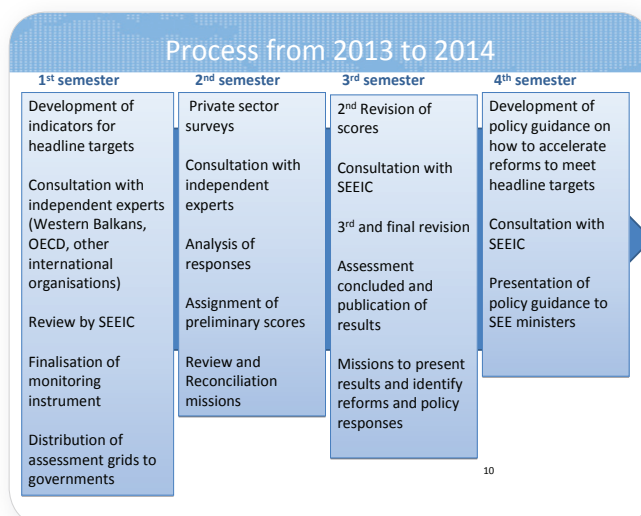 Process from 2013 to 2014
1st semester
Development of
indicators for
headline targets
Consultation with
independent experts
(Western Balkans,
OECD, other
international
organisations)
Review by SEEIC
Finalisation of
monitoring
instrument
Distribution of
assessment grids to
governments
2nd semester
Private sector
surveys
Consultation with
independent
experts
Analysis of
responses
Assignment of
preliminary scores
Review and
Reconciliation
missions
3rd semester
2nd Revision of
scores
Consultation with
SEEIC
3rd and final revision
Assessment
concluded and
publication of
results
Missions to present
results and identify
reforms and policy
responses
4th semester
Development of
policy guidance on
how to accelerate
reforms to meet
headline targets
Consultation with
SEEIC
Presentation of
policy guidance to
SEE ministers
10